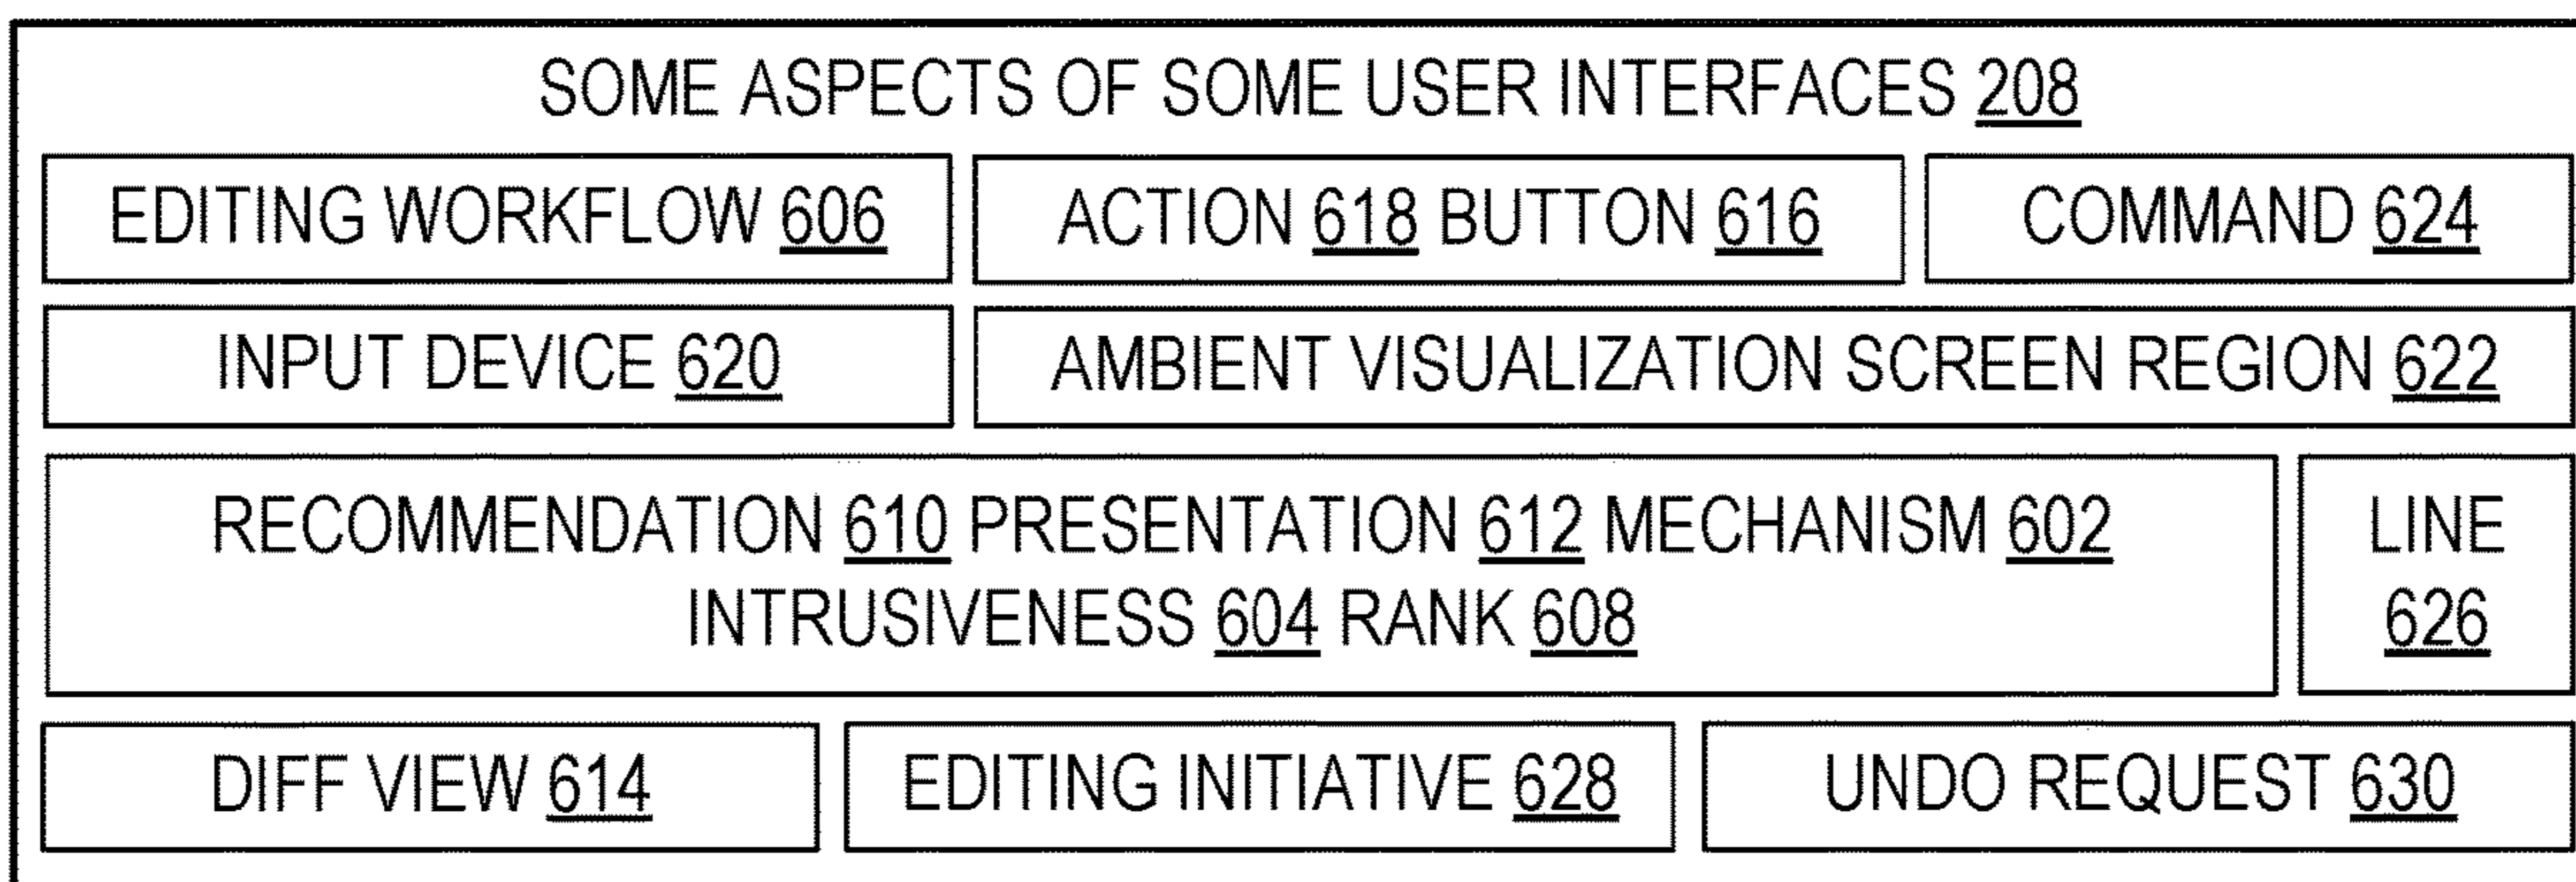 SOME ASPECTS OF SOME USER INTERFACES 208
EDITING WORKFLOW 606
ACTION 618 BUTTON 616
COMMAND 624
INPUT DEVICE 620
AMBIENT VISUALIZATION SCREEN REGION 622
RECOMMENDATION 610 PRESENTATION 612 MECHANISM 602
INTRUSIVENESS 604 RANK 608
LINE
626
DIFF VIEW 614
EDITING INITIATIVE 628
UNDO REQUEST 630